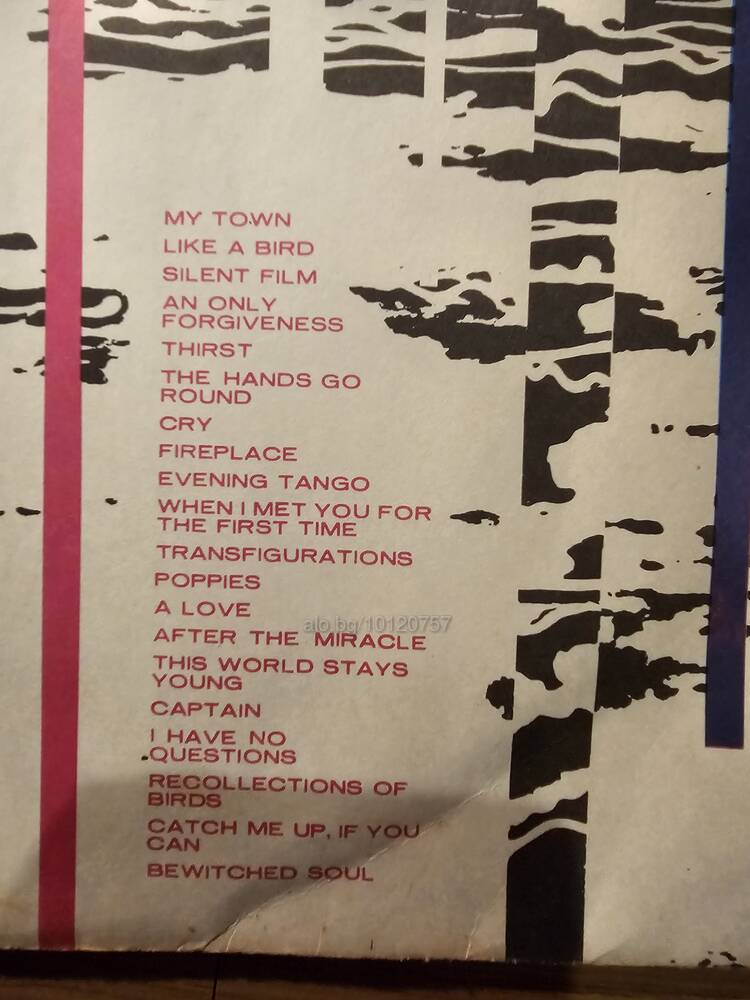 MY TOWN
LIKE A BIRD
SILENT FILM
AN ONLY
FORGIVENESS
THIRST
THE HANDS GO
ROUND
CRY
FIREPLACE
EVENING TANGO
WHEN I MET YOU FOR
THE FIRST TIME
TRANSFIGURATIONS
POPPIES
A LOVE
alo.bg/10120757
AFTER THE MIRACLE
THIS WORLD STAYS
YOUNG
CAPTAIN
I HAVE NO
QUESTIONS
RECOLLECTIONS OF
BIRDS
CATCH ME UP, IF YOU
CAN
BEWITCHED SOUL